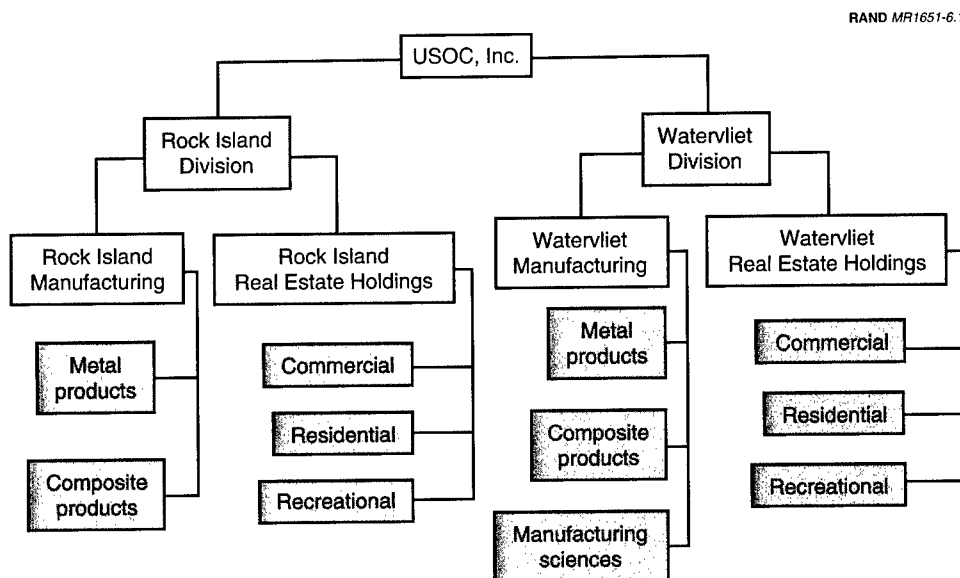 RAND MR1651-6.1
USOC, Inc.
Rock Island
Division
Watervliet
Division
Rock Island
Manufacturing
Rock Island
Real Estate Holdings
Watervliet
Manufacturing
Watervliet
Real Estate Holdings
Metal
products
Commercial
Metal
products
Commercial
Residential
Composite
products
Residential
Composite
products
Recreational
Recreational
Manufacturing
sciences